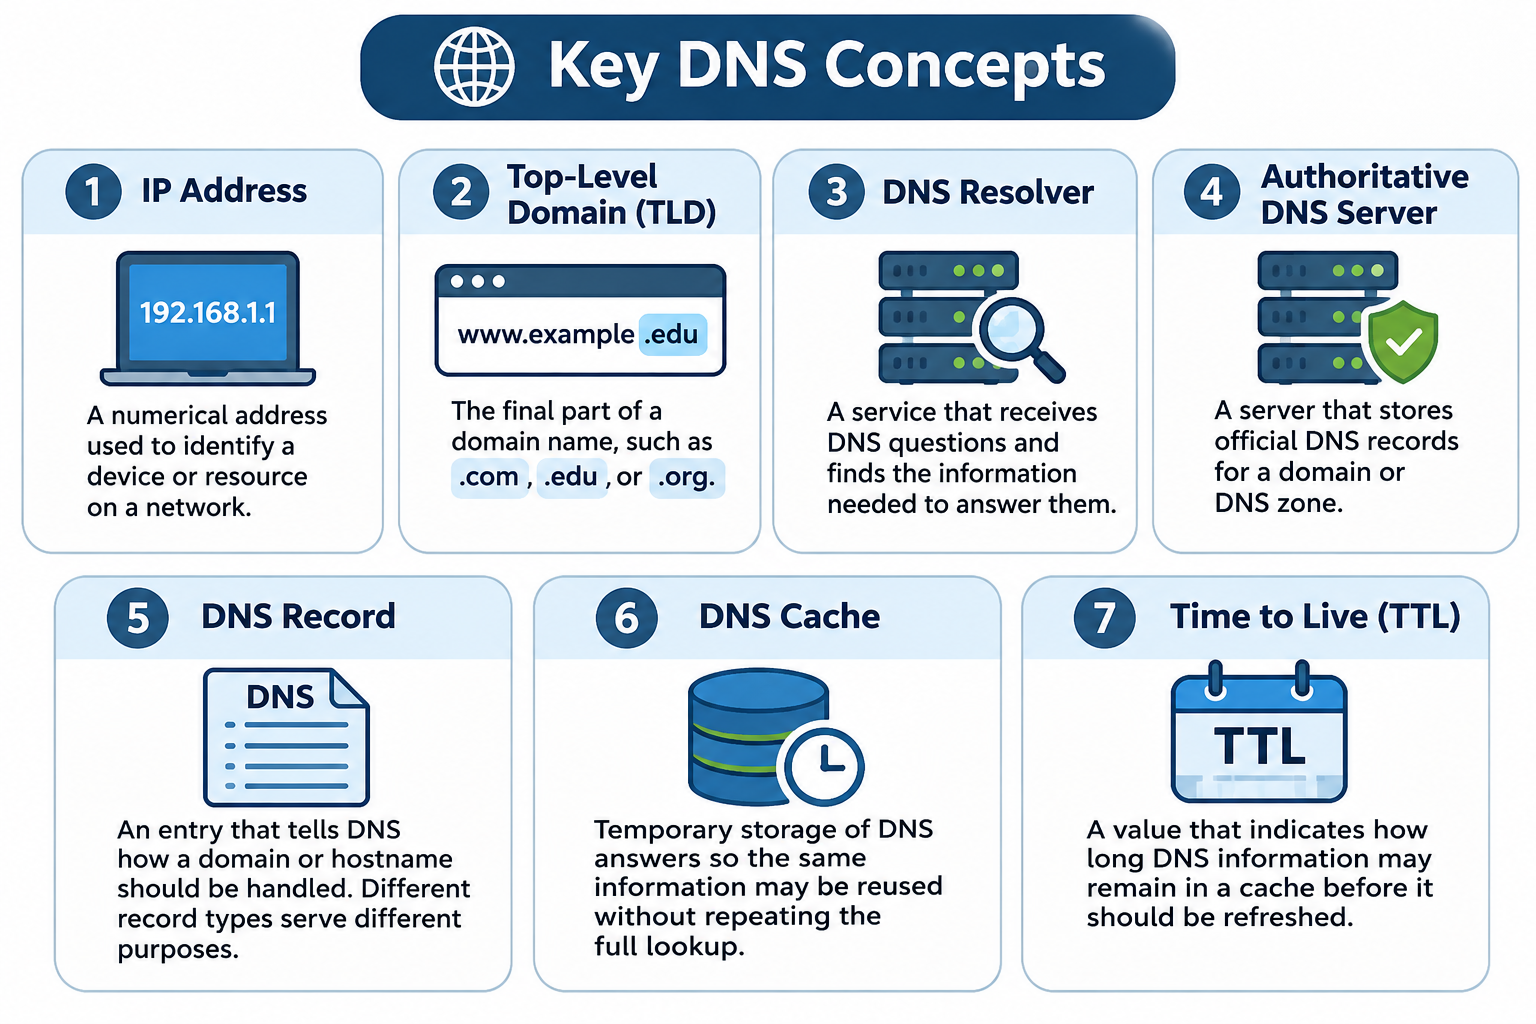 Key DNS Concepts
1 IP Address
192.168.1.1
A numerical address
used to identify a
device or resource
on a network.
2 Top-Level
Domain (TLD)
www.example .edu
The final part of a
domain name, such as
.com, .edu, or .org.
3 DNS Resolver
A service that receives
DNS questions and
finds the information
needed to answer them.
4 Authoritative
DNS Server
A server that stores
official DNS records
for a domain or
DNS zone.
5 DNS Record
DNS
An entry that tells DNS
how a domain or hostname
should be handled. Different
record types serve different
purposes.
6 DNS Cache
Temporary storage of DNS
answers so the same
information may be reused
without repeating the
full lookup.
7 Time to Live (TTL)
TTL
A value that indicates how
long DNS information may
remain in a cache before it
should be refreshed.